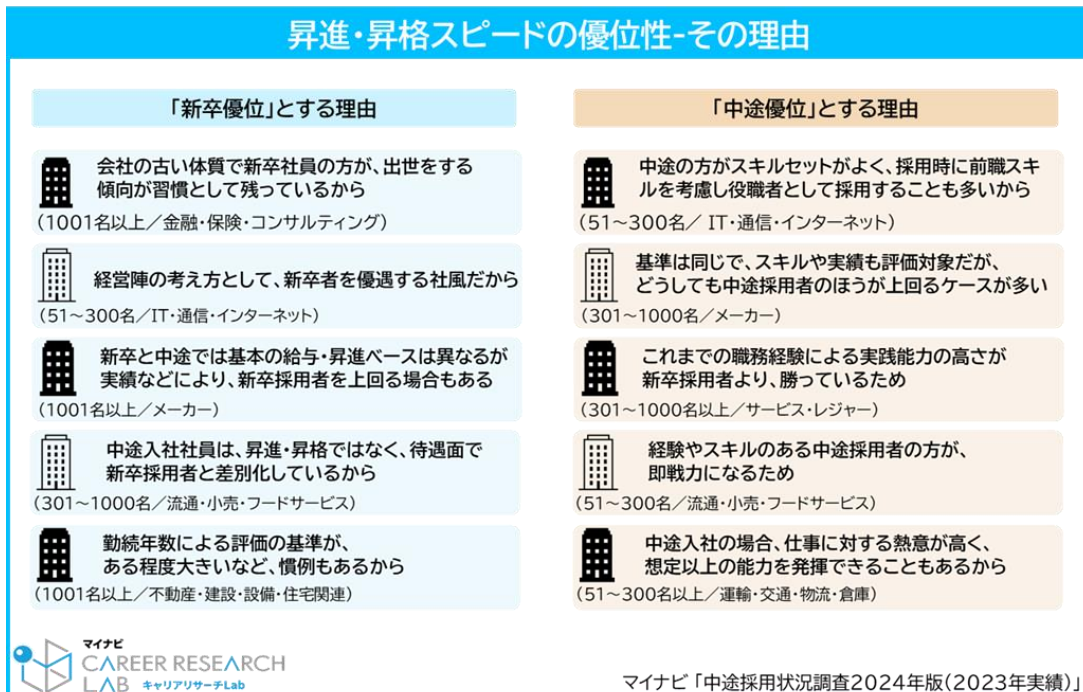 昇進・昇格スピードの優位性-その理由
「新卒優位」とする理由
会社の古い体質で新卒社員の方が、出世をする
傾向が習慣として残っているから
(1001名以上/金融・保険・コンサルティング)
経営陣の考え方として、新卒者を優遇する社風だから
(51~300名/IT・通信・インターネット)
新卒と中途では基本の給与・昇進ベースは異なるが
実績などにより、新卒採用者を上回る場合もある
(1001名以上/メーカー)
中途入社社員は、昇進・昇格ではなく、待遇面で
新卒採用者と差別化しているから
(301~1000名/流通・小売・フードサービス)
勤続年数による評価の基準が、
ある程度大きいなど、慣例もあるから
(1001名以上/不動産・建設・設備・住宅関連)
「中途優位」とする理由
中途の方がスキルセットがよく、採用時に前職スキ
ルを考慮し役職者として採用することも多いから
(51~300名/ IT・通信・インターネット)
基準は同じで、スキルや実績も評価対象だが、
どうしても中途採用者のほうが上回るケースが多い
(301~1000名/メーカー)
これまでの職務経験による実践能力の高さが
新卒採用者より、勝っているため
(301~1000名以上/サービス・レジャー)
経験やスキルのある中途採用者の方が、
即戦力になるため
(51~300名/流通・小売・フードサービス)
中途入社の場合、仕事に対する熱意が高く、
想定以上の能力を発揮できることもあるから
(51~300名以上/運輸・交通・物流・倉庫)
マイナビ
CAREER RESEARCH
LAB キャリアリサーチLab
マイナビ「中途採用状況調査2024年版(2023年実績)」